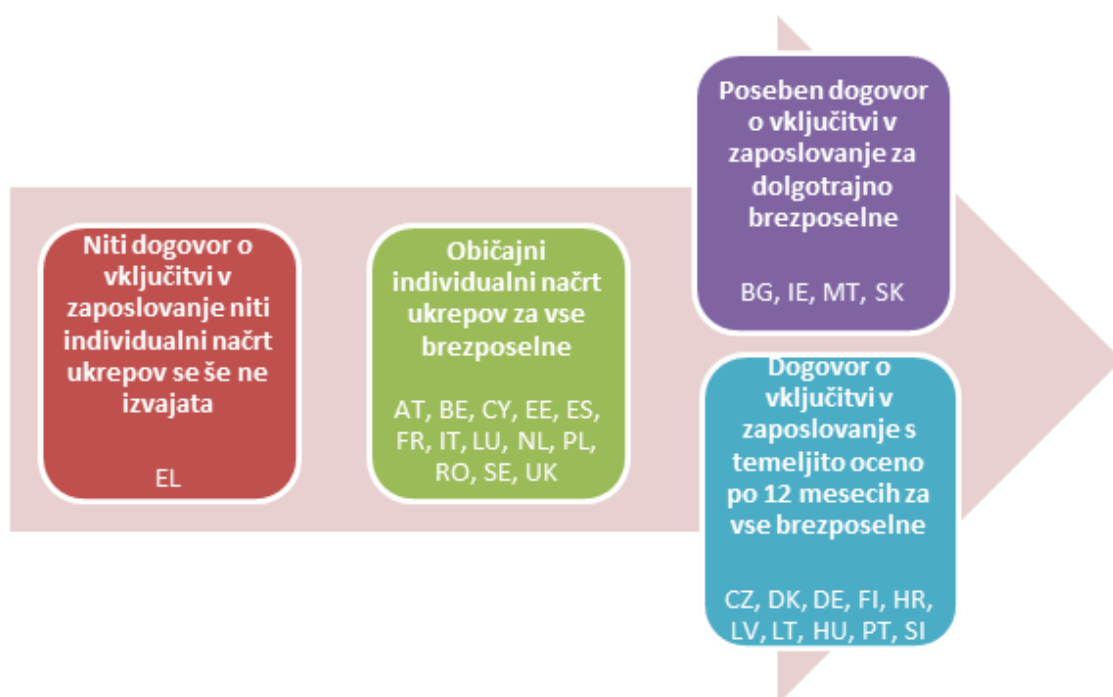 Niti dogovor o
vključitvi v
zaposlovanje niti
individualni načrt
ukrepov se še ne
izvajata
EL
Običajni
individualni načrt
ukrepov za vse
brezposelne
AT, BE, CY, EE, ES,
FR, IT, LU, NL, PL,
RO, SE, UK
Poseben dogovor
o vključitvi v
zaposlovanje za
dolgotrajno
brezposelne
BG, IE, MT, SK
Dogovor o
vključitvi v
zaposlovanje s
temeljito oceno
po 12 mesecih za
vse brezposelne
CZ, DK, DE, FI, HR,
LV, LT, HU, PT, SI